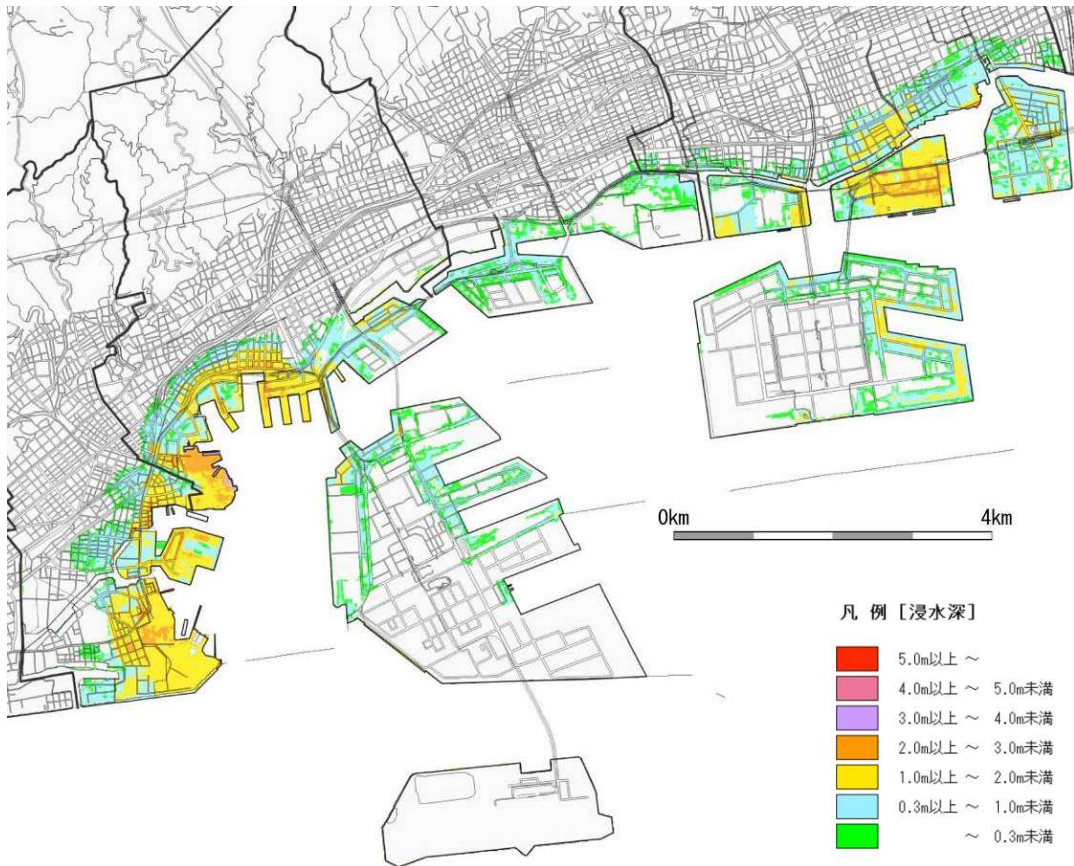 0km 4km
凡 例 [浸水深]
5.0m以上 ~
4.0m以上 ~ 5.0m未満
3.0m以上 ~ 4.0m未満
2.0m以上 ~ 3.0m未満
1.0m以上 ~ 2.0m未満
0.3m以上 ~ 1.0m未満
~ 0.3m未満